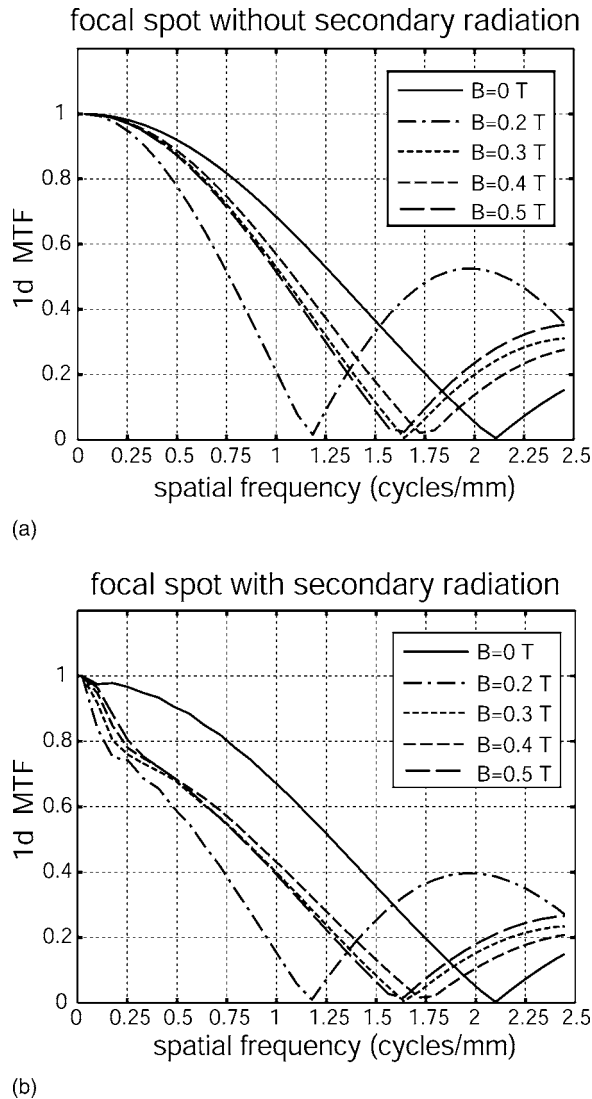 focal spot without secondary radiation
B=0 T
B=0.2 T
B=0.3 T
B=0.4 T
B=0.5 T
1
0.8
0.6
0.4
0.2
0
1d MTF
0 0.25 0.5 0.75 1 1.25 1.5 1.75 2 2.25 2.5
spatial frequency (cycles/mm)
(a)
focal spot with secondary radiation
B=0 T
B=0.2 T
B=0.3 T
B=0.4 T
B=0.5 T
1
0.8
0.6
0.4
0.2
0
1d MTF
0 0.25 0.5 0.75 1 1.25 1.5 1.75 2 2.25 2.5
spatial frequency (cycles/mm)
(b)